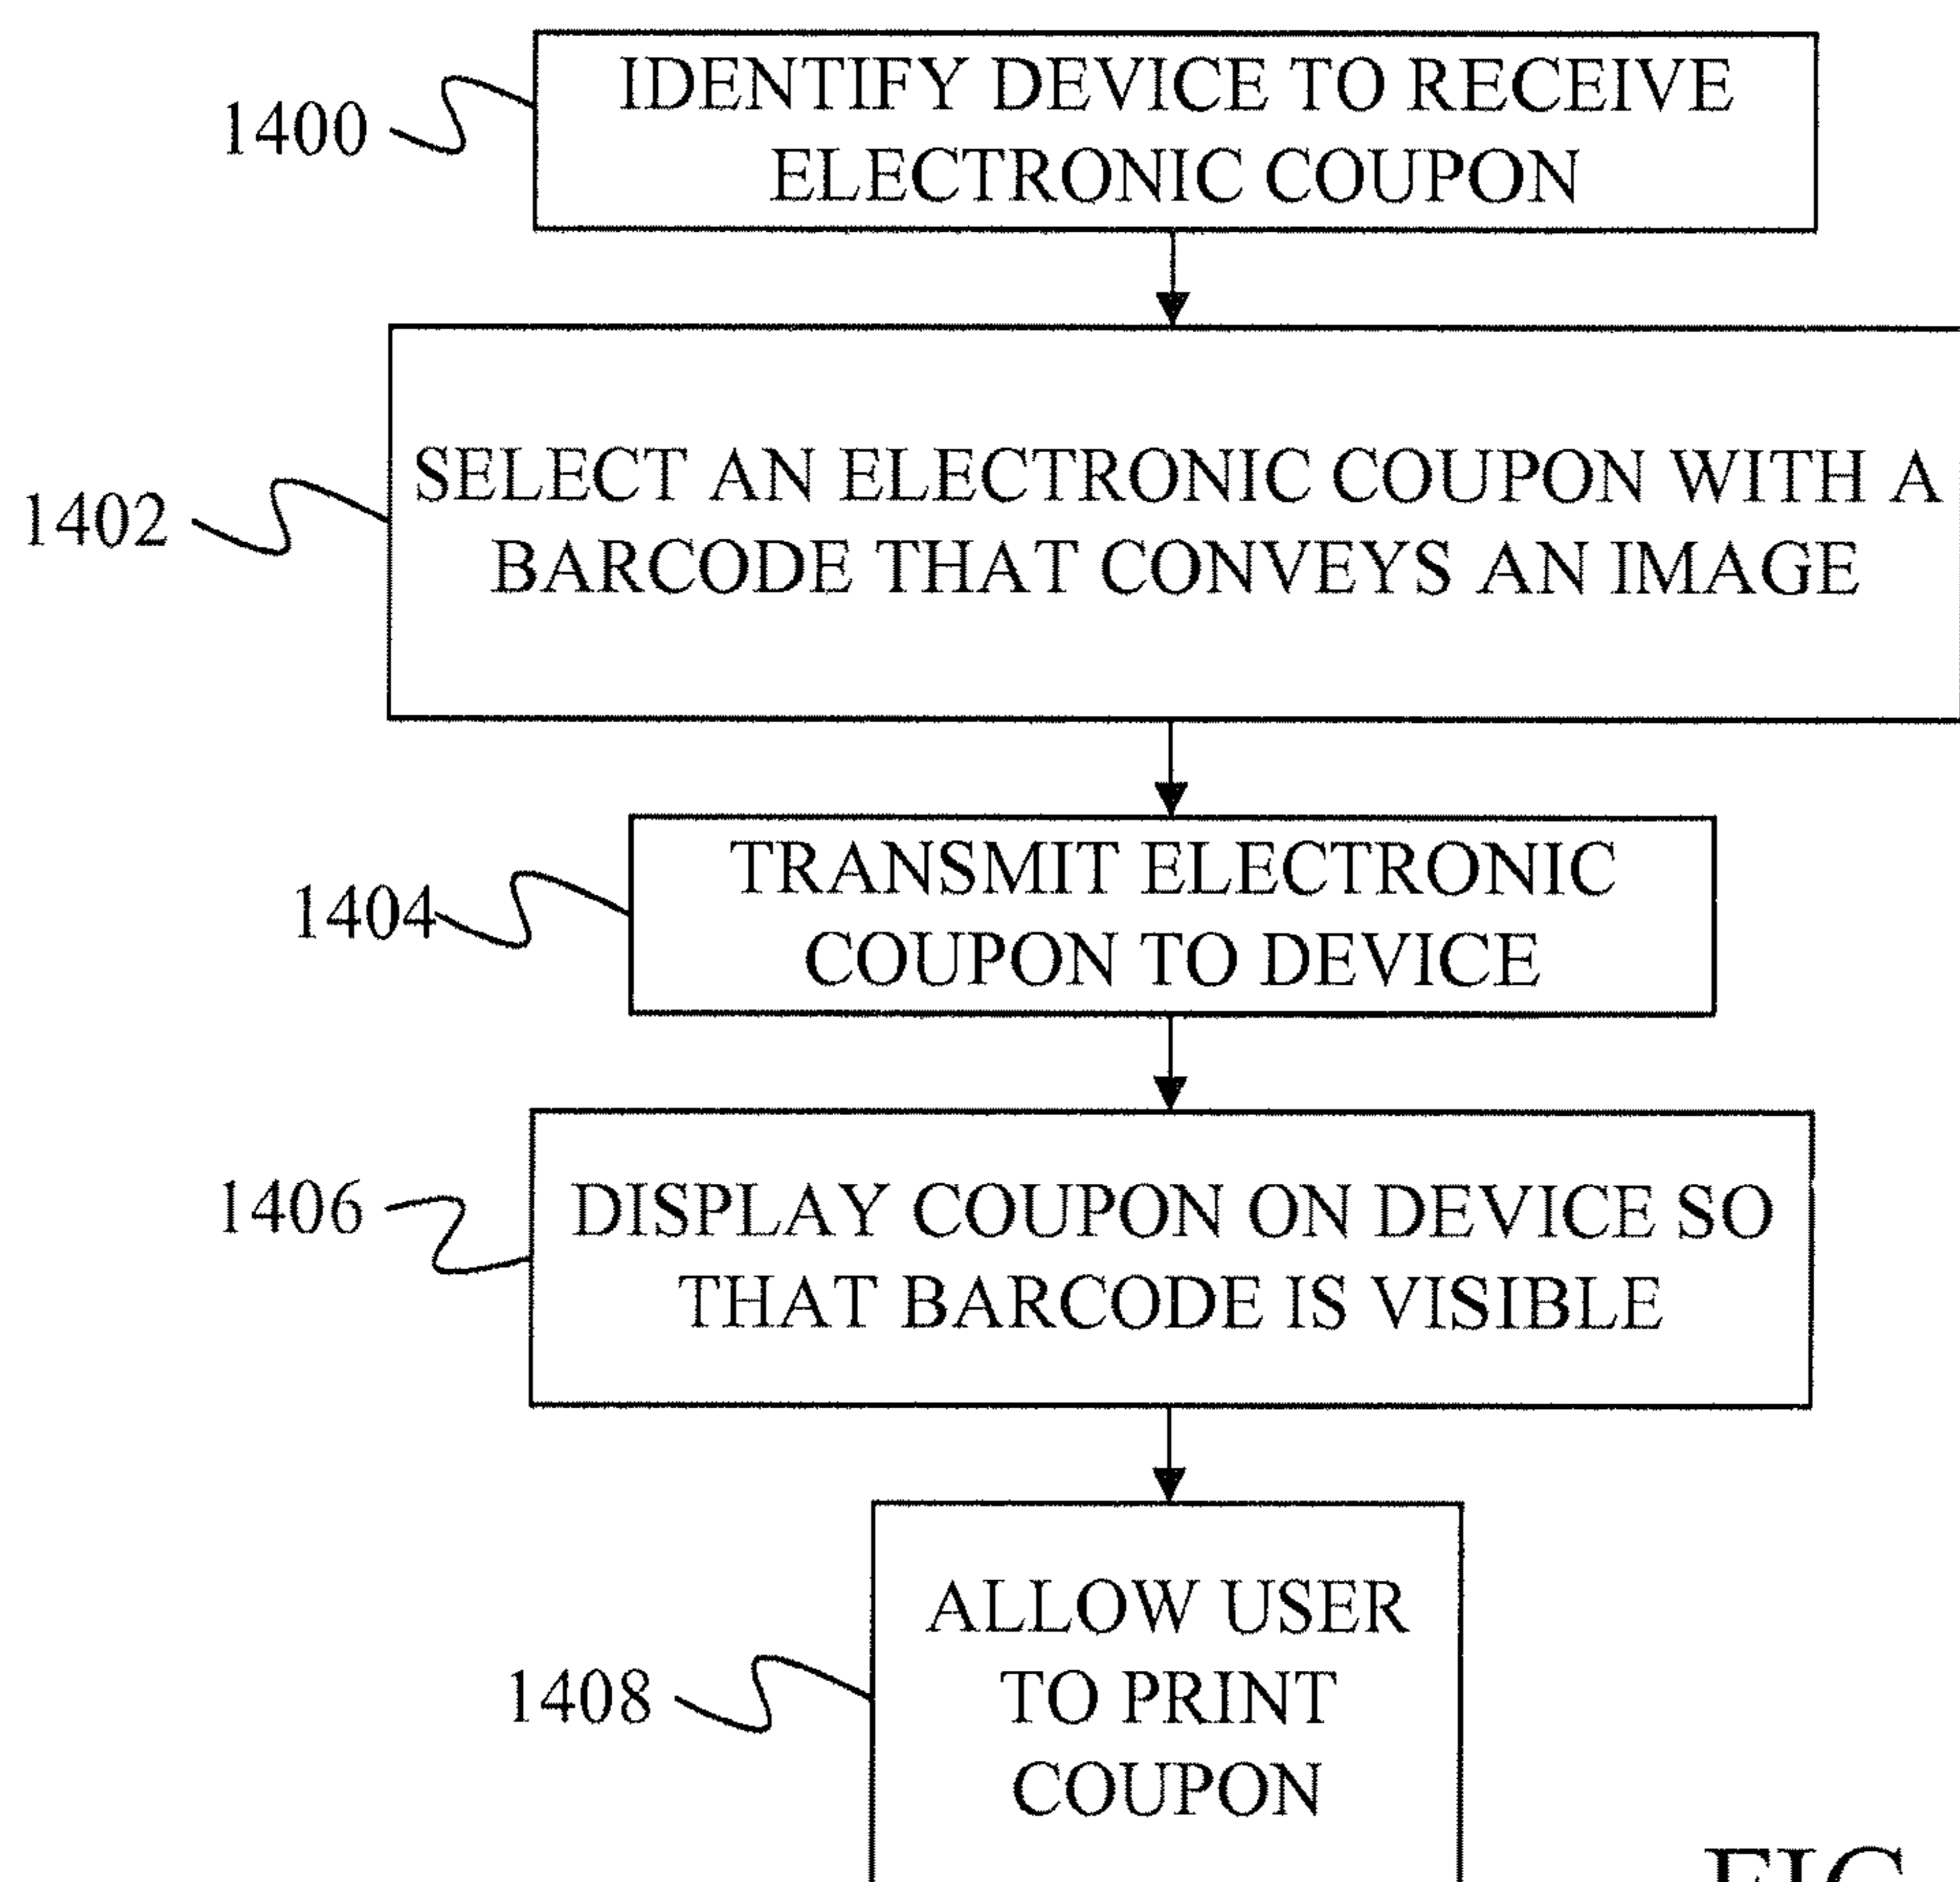 IDENTIFY DEVICE TO RECEIVE
ELECTRONIC COUPON
1400
SELECT AN ELECTRONIC COUPON WITH A
BARCODE THAT CONVEYS AN IMAGE
1402
TRANSMIT ELECTRONIC
COUPON TO DEVICE
1404
DISPLAY COUPON ON DEVICE SO
THAT BARCODE IS VISIBLE
1406
ALLOW USER
TO PRINT
COUPON
1408
FIG